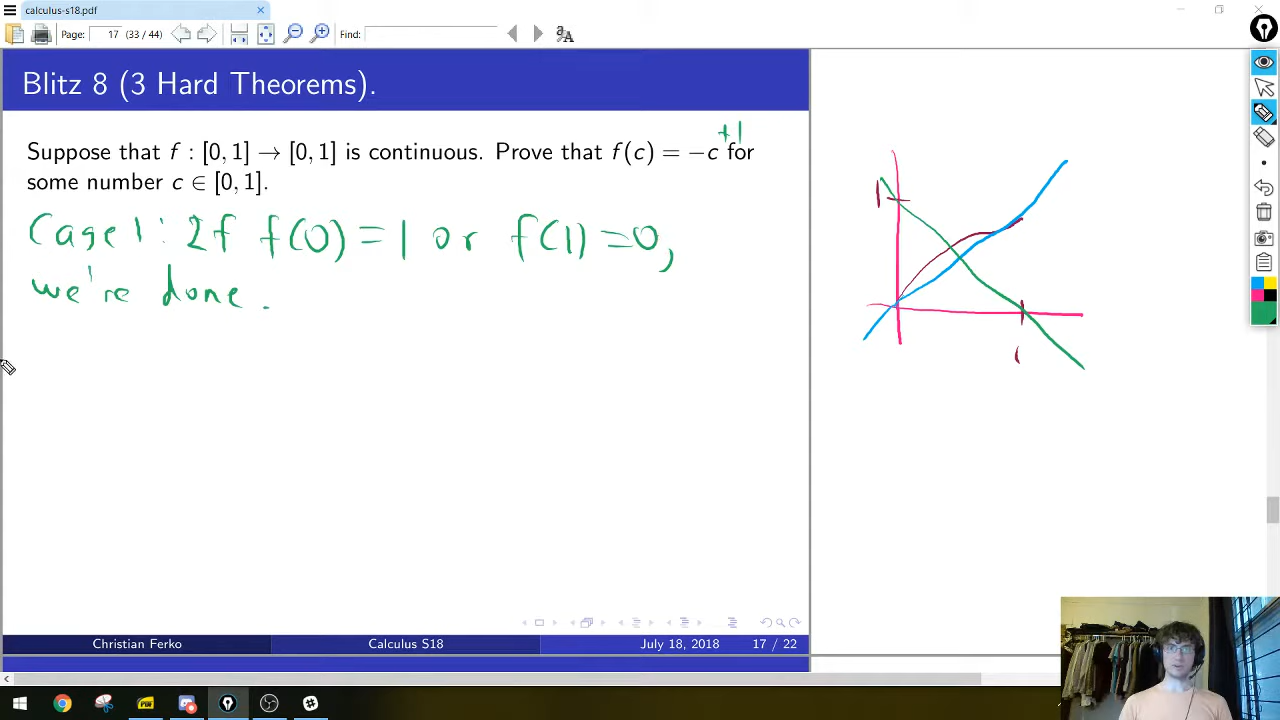 calculus-s18.pdf
Page: 17 (33 / 44) Find:
Blitz 8 (3 Hard Theorems).
+1
Suppose that f : [0, 1] → [0, 1] is continuous. Prove that f(c) = −c for
some number c ∈ [0, 1].
Case 1: If f(0) = 1 or f(1) = 0,
we're done.
1
1
Christian Ferko Calculus S18 July 18, 2018 17 / 22